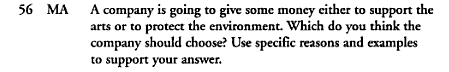 56 MA A company is going to give some money either to support the
arts or to protect the environment. Which do you think the
company should choose? Use specific reasons and examples
to support your answer.